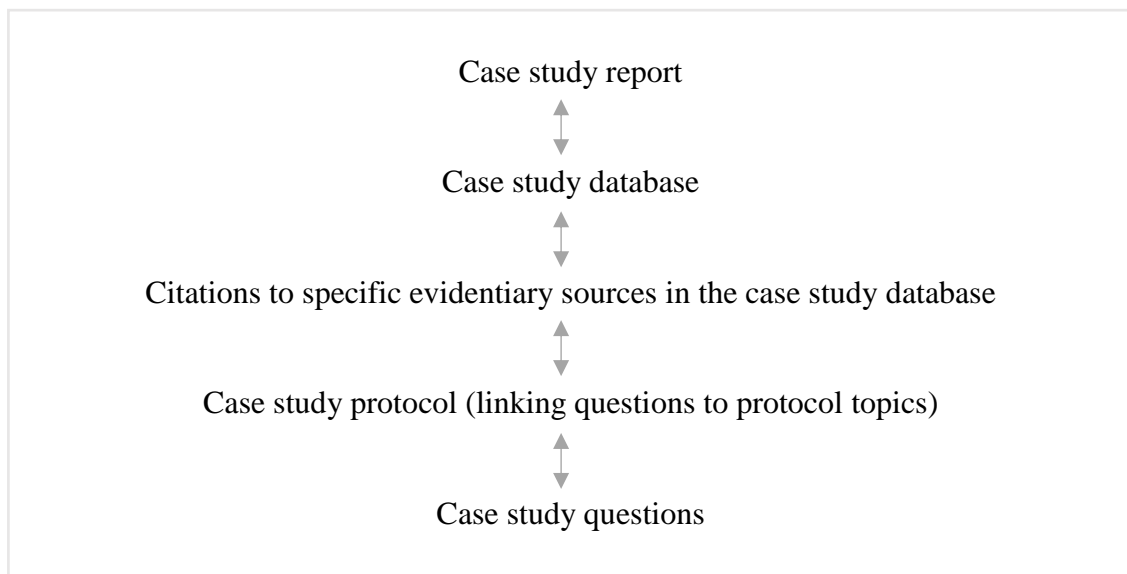 Case study report
Case study database
Citations to specific evidentiary sources in the case study database
Case study protocol (linking questions to protocol topics)
Case study questions